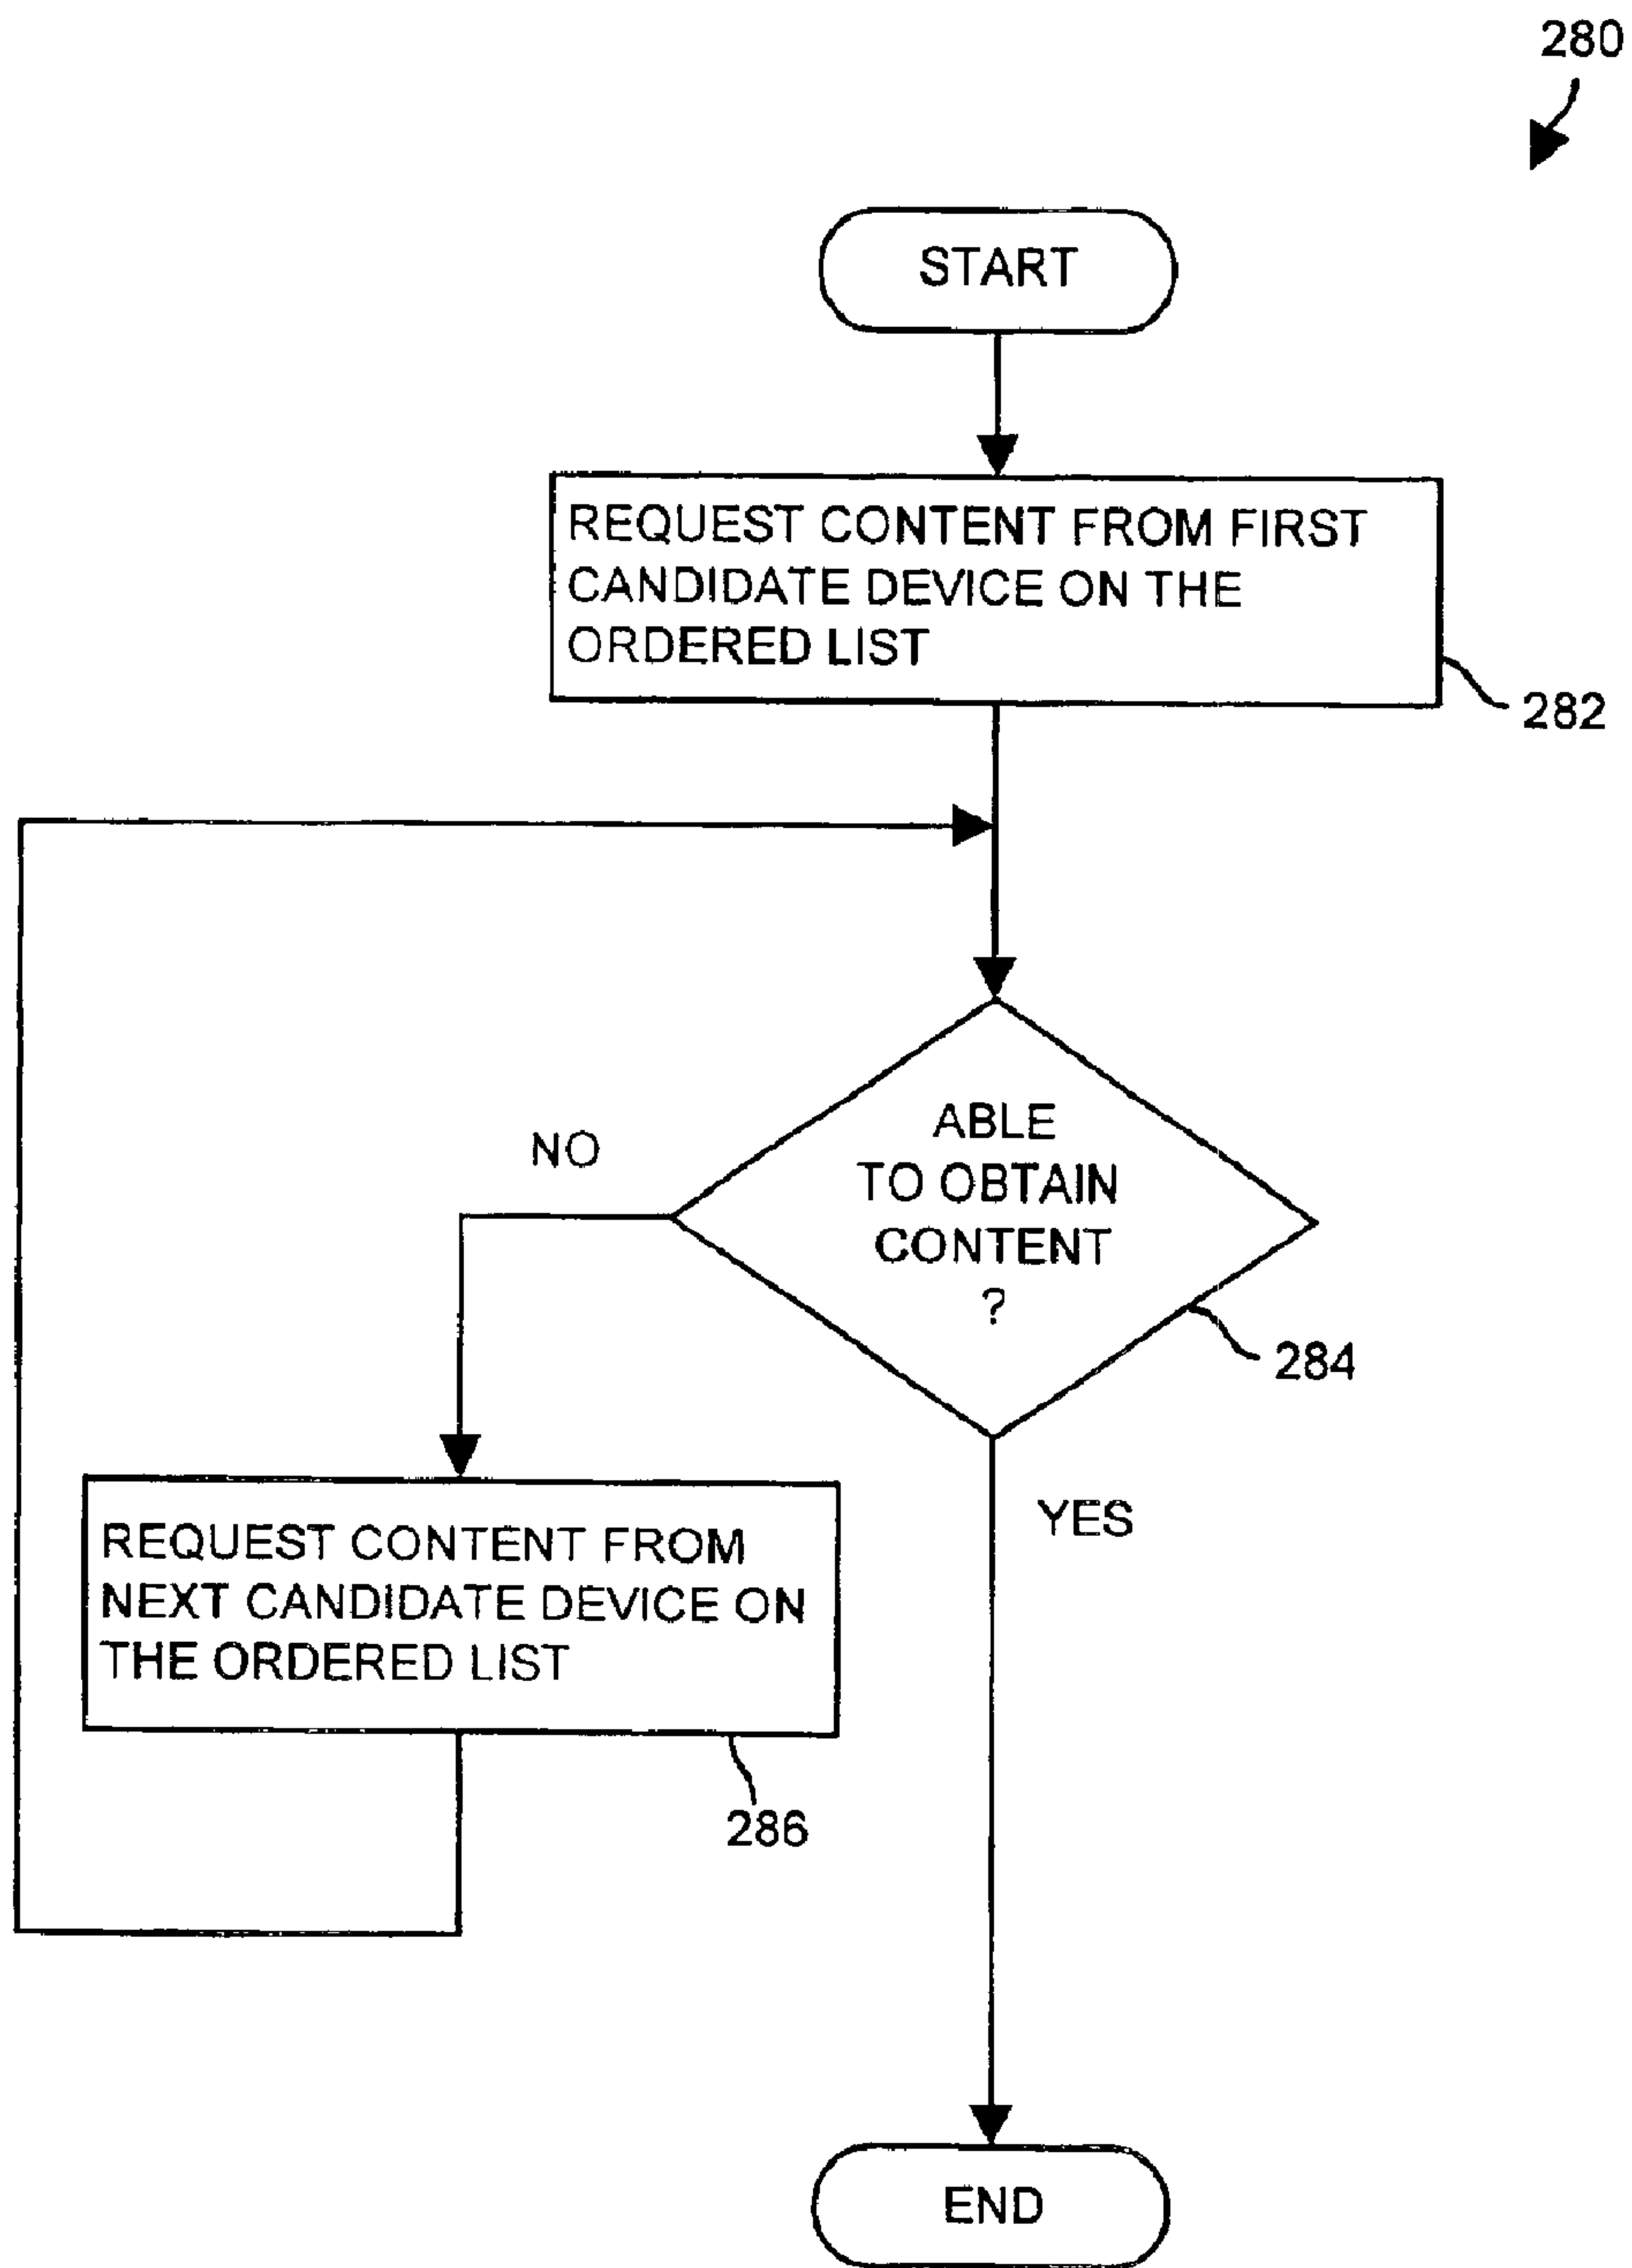 280
START
REQUEST CONTENT FROM FIRST
CANDIDATE DEVICE ON THE
ORDERED LIST
282
ABLE
TO OBTAIN
CONTENT
?
NO
284
YES
REQUEST CONTENT FROM
NEXT CANDIDATE DEVICE ON
THE ORDERED LIST
286
END